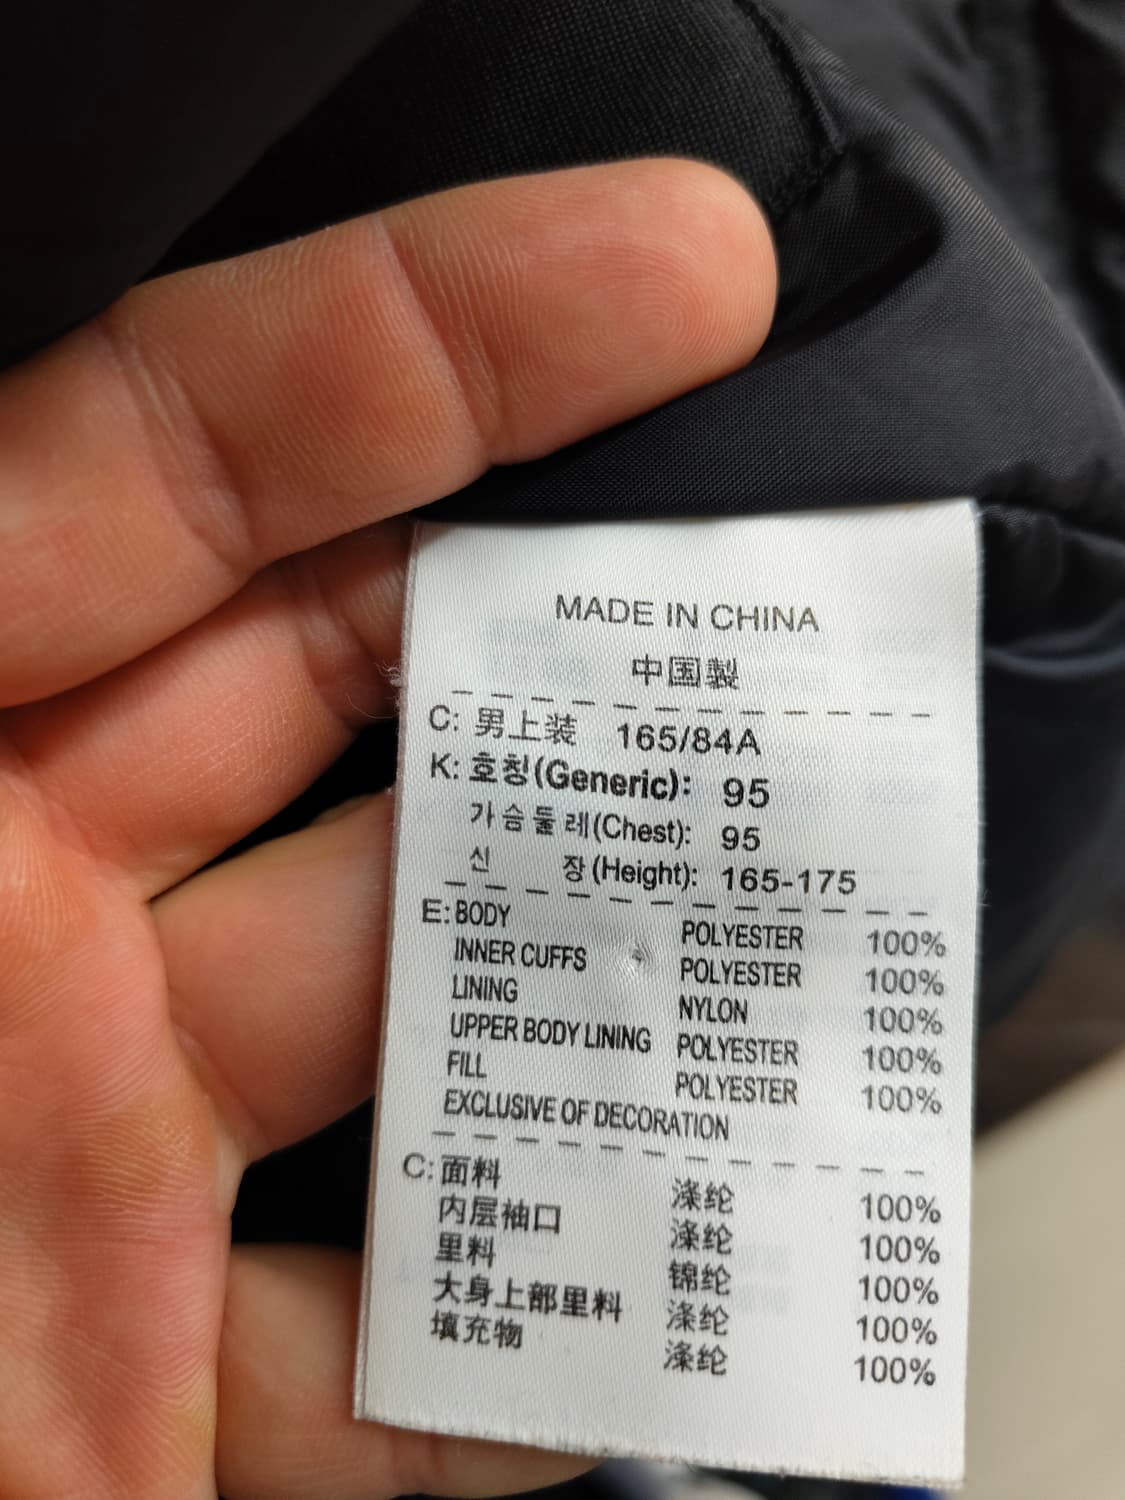 MADE IN CHINA
中国製
C: 男上装 165/84A
K: 호칭(Generic): 95
가슴둘레(Chest): 95
신 장(Height): 165-175
E: BODY POLYESTER 100%
INNER CUFFS POLYESTER 100%
LINING NYLON 100%
UPPER BODY LINING POLYESTER 100%
FILL POLYESTER 100%
EXCLUSIVE OF DECORATION
C: 面料 涤纶 100%
内层袖口 涤纶 100%
里料 锦纶 100%
大身上部里料 涤纶 100%
填充物 涤纶 100%